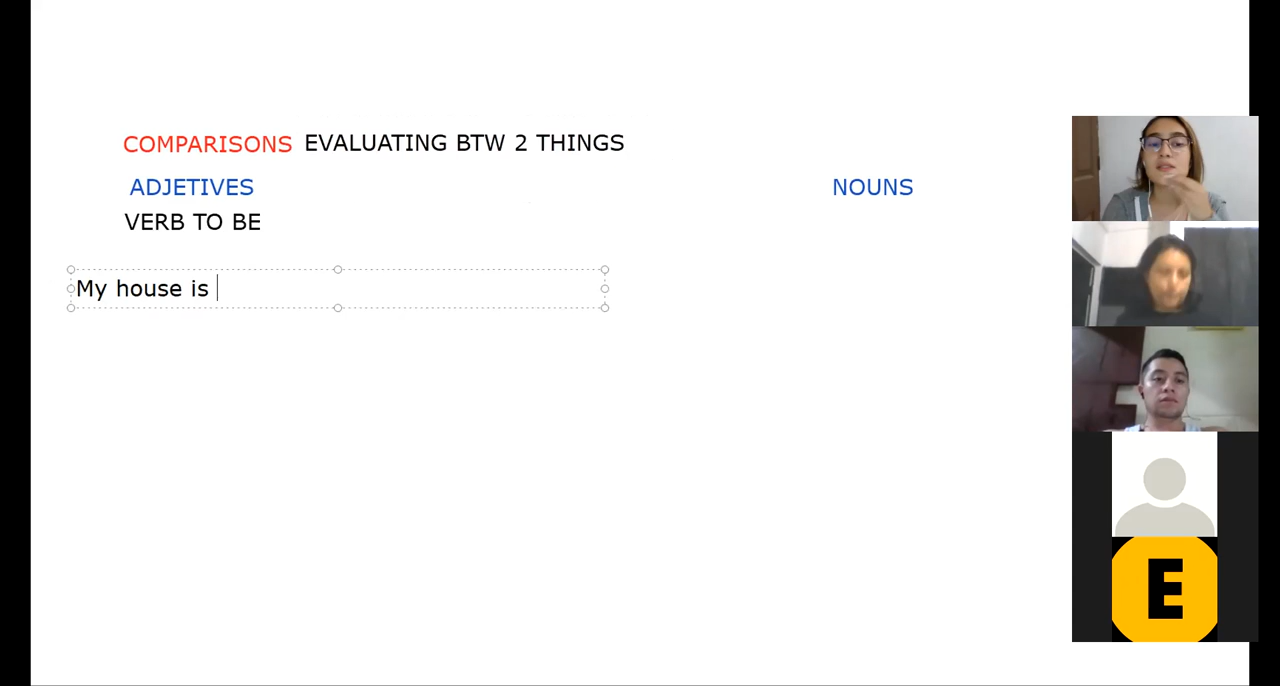 COMPARISONS EVALUATING BTW 2 THINGS
ADJETIVES NOUNS
VERB TO BE
My house is
E